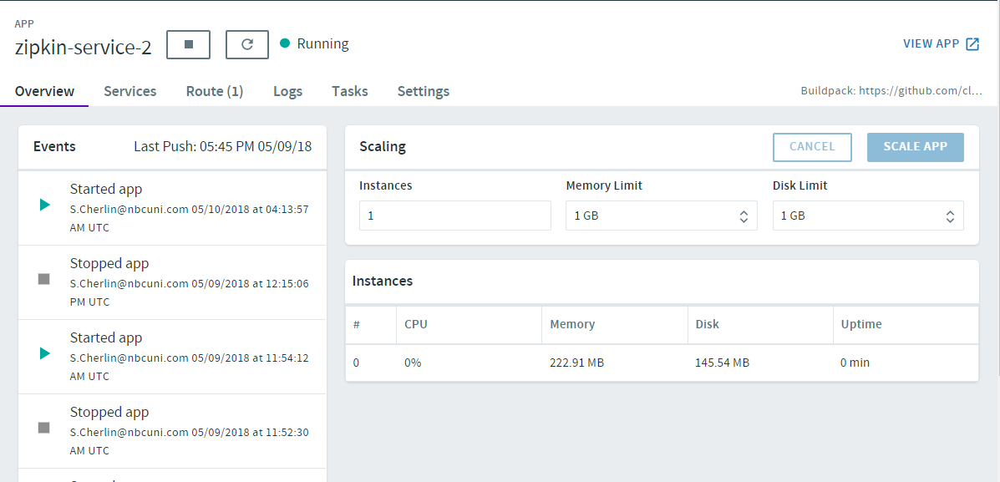 APP
zipkin-service-2
Running
VIEW APP
Overview Services Route (1) Logs Tasks Settings
Buildpack: https://github.com/cl...
Events Last Push: 05:45 PM 05/09/18
Started app
S.Cherlin@nbcuni.com 05/10/2018 at 04:13:57
AM UTC
Stopped app
S.Cherlin@nbcuni.com 05/09/2018 at 12:15:06
PM UTC
Started app
S.Cherlin@nbcuni.com 05/09/2018 at 11:54:12
AM UTC
Stopped app
S.Cherlin@nbcuni.com 05/09/2018 at 11:52:30
AM UTC
Scaling CANCEL SCALE APP
Instances Memory Limit Disk Limit
1 1 GB 1 GB
Instances
# CPU Memory Disk Uptime
0 0% 222.91 MB 145.54 MB 0 min